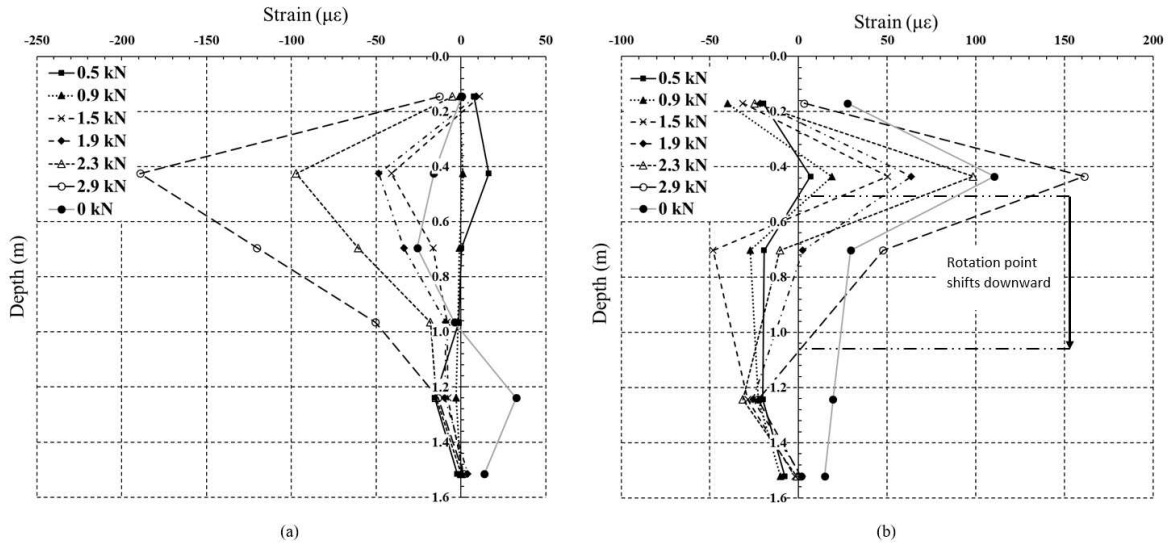 Strain (με)
-250 -200 -150 -100 -50 0 50
0.0
0.2
0.4
0.6
0.8
1.0
1.2
1.4
1.6
Depth (m)
0.5 kN
0.9 kN
1.5 kN
1.9 kN
2.3 kN
2.9 kN
0 kN
(a)
Strain (με)
-100 -50 0 50 100 150 200
0.0
0.2
0.4
0.6
0.8
1.0
1.2
1.4
1.6
Depth (m)
0.5 kN
0.9 kN
1.5 kN
1.9 kN
2.3 kN
2.9 kN
0 kN
Rotation point
shifts downward
(b)